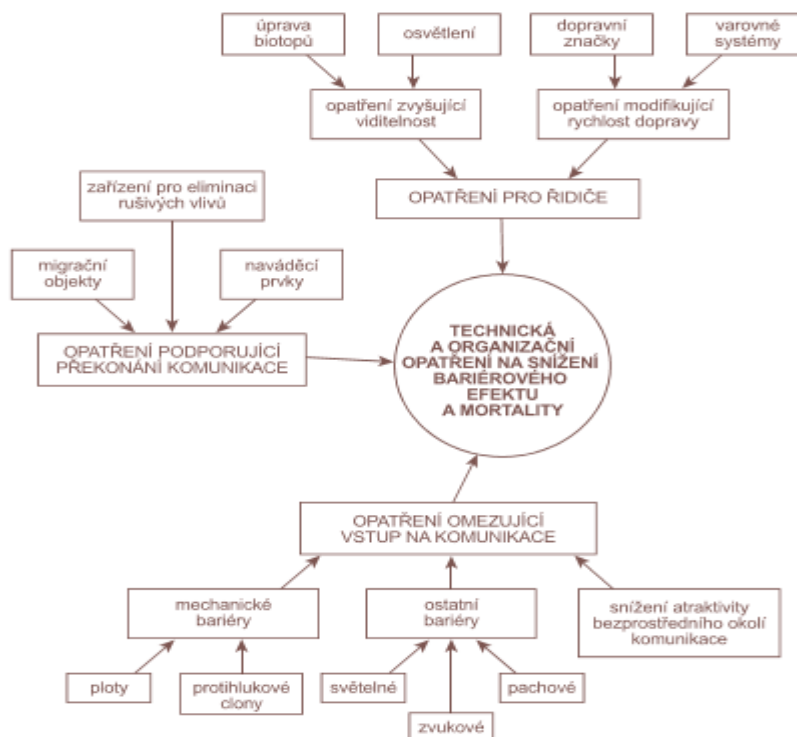 úprava
biotopů
osvětlení
dopravní
značky
varovné
systémy
opatření zvyšující
viditelnost
opatření modifikující
rychlost dopravy
OPATŘENÍ PRO ŘIDIČE
zařízení pro eliminaci
rušivých vlivů
migrační
objekty
naváděcí
prvky
OPATŘENÍ PODPORUJÍCÍ
PŘEKONÁNÍ KOMUNIKACE
TECHNICKÁ
A ORGANIZAČNÍ
OPATŘENÍ NA SNÍŽENÍ
BARIÉROVÉHO
EFEKTU
A MORTALITY
OPATŘENÍ OMEZUJÍCÍ
VSTUP NA KOMUNIKACE
mechanické
bariéry
ostatní
bariéry
snížení atraktivity
bezprostředního okolí
komunikace
ploty
protihlukové
clony
světelné
zvukové
pachové